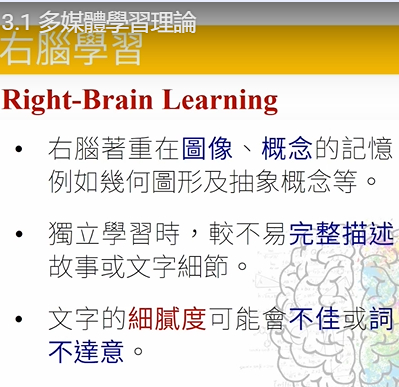 3.1 多媒體學習理論
右腦學習
Right-Brain Learning
• 右腦著重在圖像、概念的記憶
例如幾何圖形及抽象概念等。
• 獨立學習時，較不易完整描述
故事或文字細節。
• 文字的細膩度可能會不佳或詞
不達意。